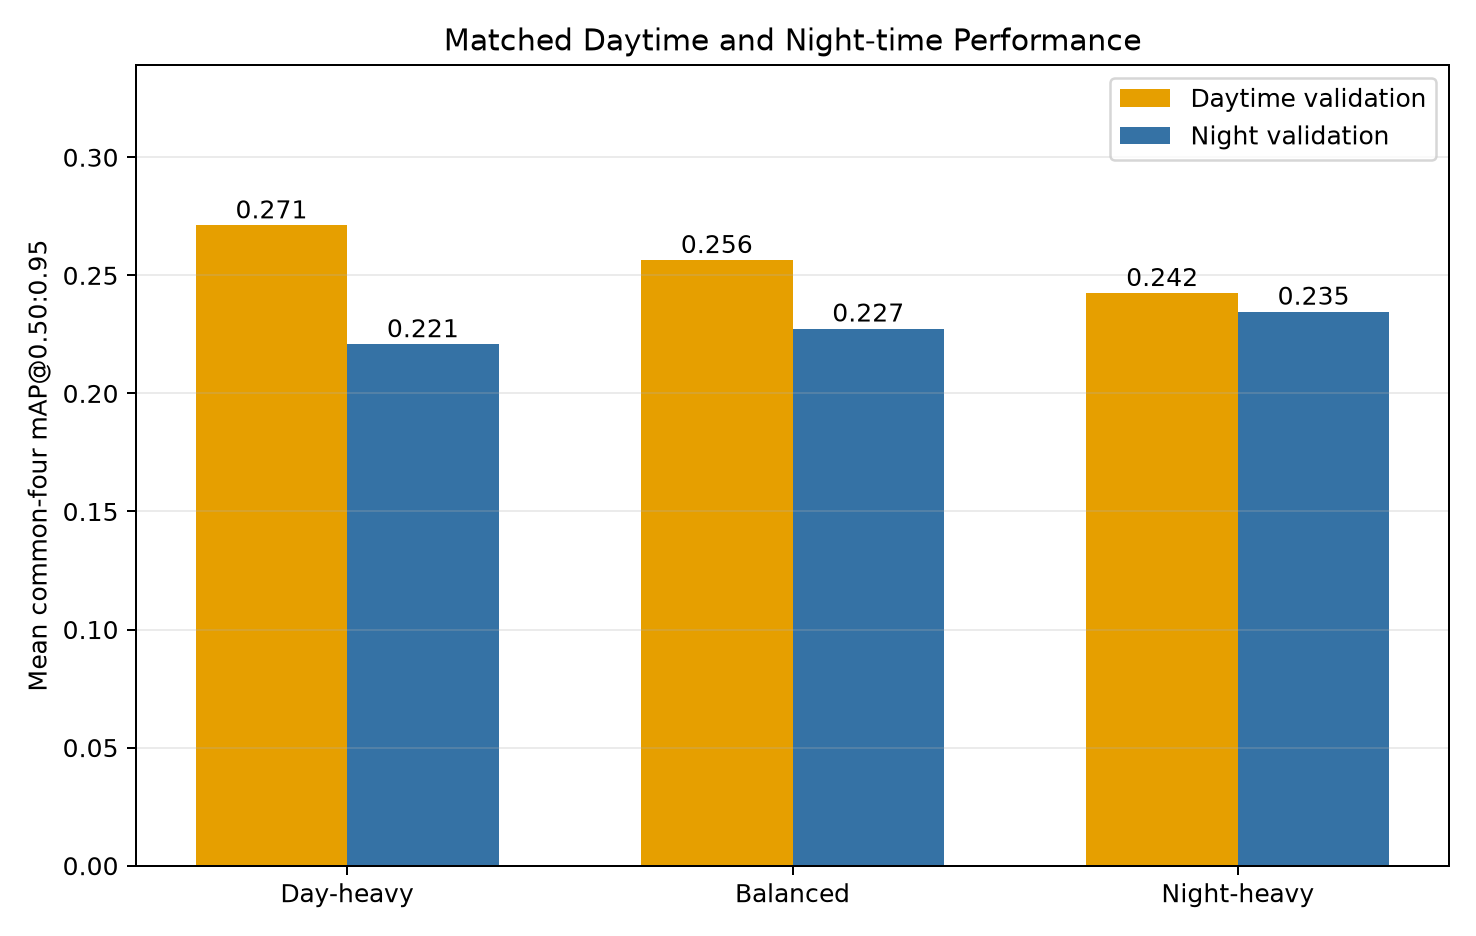 Matched Daytime and Night-time Performance
Daytime validation
Night validation
Mean common-four mAP@0.50:0.95
0.30
0.25
0.20
0.15
0.10
0.05
0.00
0.271
0.221
0.256
0.227
0.242
0.235
Day-heavy
Balanced
Night-heavy